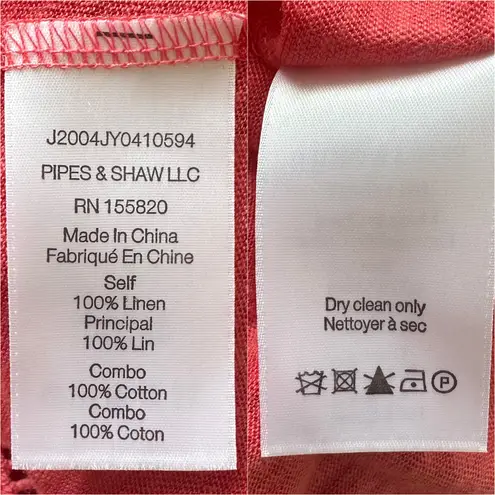 J2004JY0410594
PIPES & SHAW LLC
RN 155820
Made In China
Fabriqué En Chine
Self
100% Linen
Principal
100% Lin
Combo
100% Cotton
Combo
100% Coton
Dry clean only
Nettoyer à sec
P